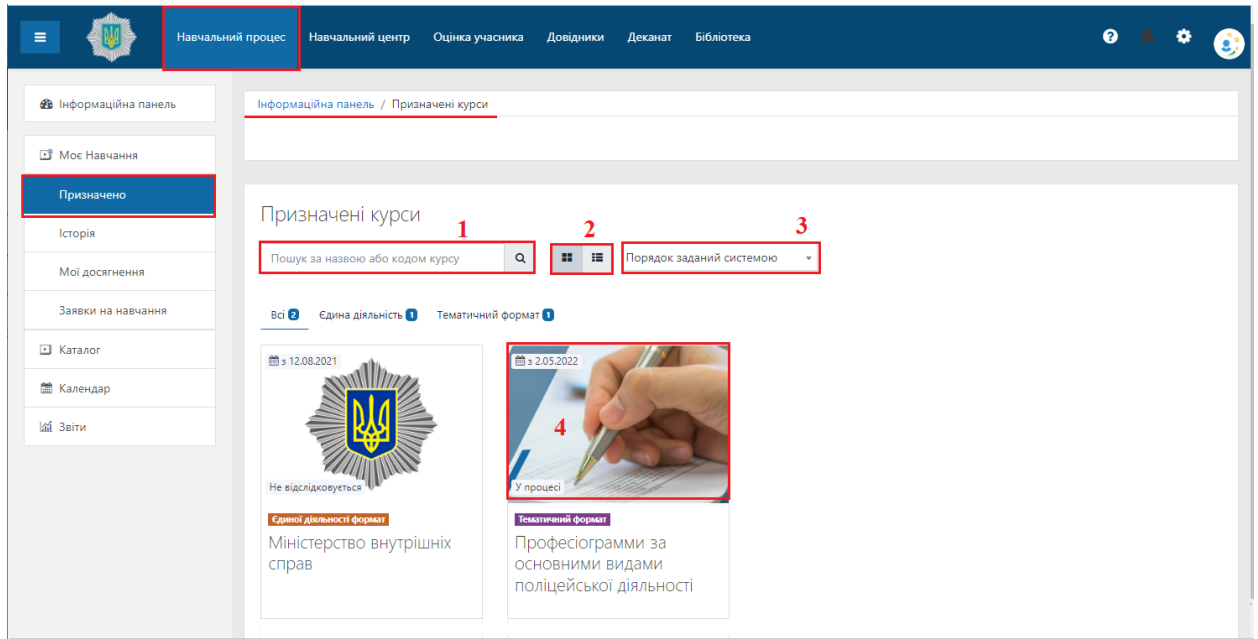 Навчальний процес Навчальний центр Оцінка учасника Довідники Деканат Бібліотека
Інформаційна панель
Моє Навчання
Призначено
Історія
Мої досягнення
Заявки на навчання
Каталог
Календар
Звіти
Інформаційна панель / Призначені курси
Призначені курси
1 2 3
Пошук за назвою або кодом курсу Порядок заданий системою
Всі 2 Єдина діяльність 1 Тематичний формат 1
з 12.08.2021
Не відслідковується
Єдиної діяльності формат
Міністерство внутрішніх
справ
з 2.05.2022
4
У процесі
Тематичний формат
Професіограмми за
основними видами
поліцейської діяльності